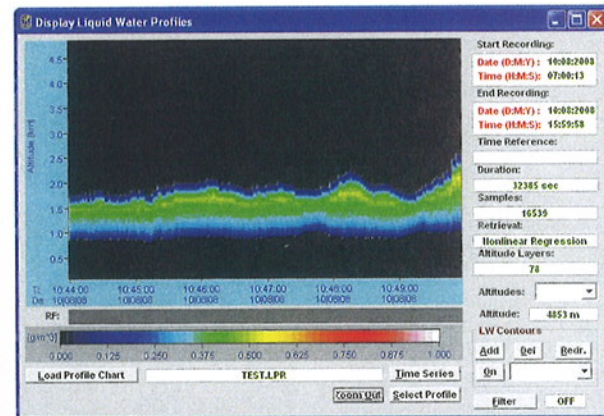 Display Liquid Water Profiles
Start Recording:
Date (D:M:Y) : 10:08:2008
Time (H:M:S): 07:00:13
End Recording:
Date (D:M:Y) : 10:08:2008
Time (H:M:S): 15:59:58
Time Reference:
Duration:
32385 sec
Samples:
16539
Retrieval:
Nonlinear Regression
Altitude Layers:
78
Altitudes:
Altitude: 4853 m
LW Contours
Add Del Redr.
On
Filter OFF
Altitude [km]
4.5
4.0
3.5
3.0
2.5
2.0
1.5
1.0
0.5
T: 10:44:00 10:45:00 10:46:00 10:47:00 10:48:00 10:49:00
Da: 10|08|08 10|08|08 10|08|08 10|08|08 10|08|08 10|08|08
RF:
[g/m^3]
0.000 0.125 0.250 0.375 0.500 0.625 0.750 0.875 1.000
Load Profile Chart TEST.LPR Time Series
Zoom Out Select Profile